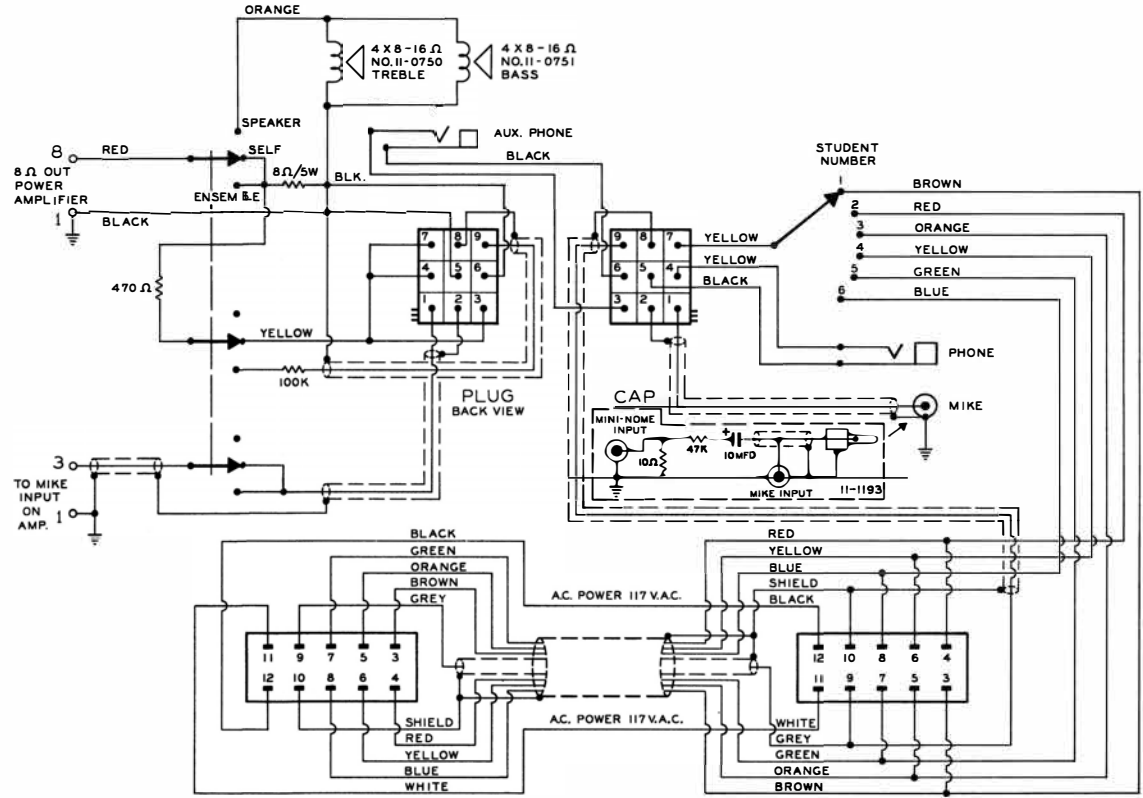 ORANGE
4 X 8-16 Ω
NO. 11-0750
TREBLE
4 X 8-16 Ω
NO. 11-0751
BASS
SPEAKER
8
RED
SELF
8 Ω OUT
POWER
AMPLIFIER
8Ω/5W
BLK.
ENSEMBLE
1
BLACK
AUX. PHONE
BLACK
STUDENT
NUMBER
1
BROWN
2
RED
3
ORANGE
4
YELLOW
5
GREEN
6
BLUE
7 8 9
4 5 6
1 2 3
9 8 7
6 5 4
3 2 1
YELLOW
YELLOW
BLACK
470 Ω
YELLOW
100K
PLUG
BACK VIEW
PHONE
CAP
MIKE
MINI-NOME
INPUT
10Ω
47K
+
10MFD
MIKE INPUT
11-1193
3
TO MIKE
INPUT
ON
AMP.
1
BLACK
GREEN
ORANGE
BROWN
GREY
A.C. POWER 117 V.A.C.
RED
YELLOW
BLUE
SHIELD
BLACK
11 9 7 5 3
12 10 8 6 4
12 10 8 6 4
11 9 7 5 3
SHIELD
RED
YELLOW
BLUE
WHITE
A.C. POWER 117 V.A.C.
WHITE
GREY
GREEN
ORANGE
BROWN